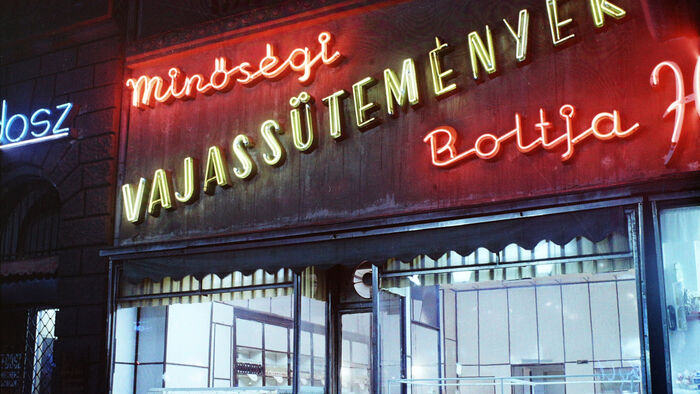 Minőségi
VAJASSÜTEMÉNYEK
Boltja
dosz